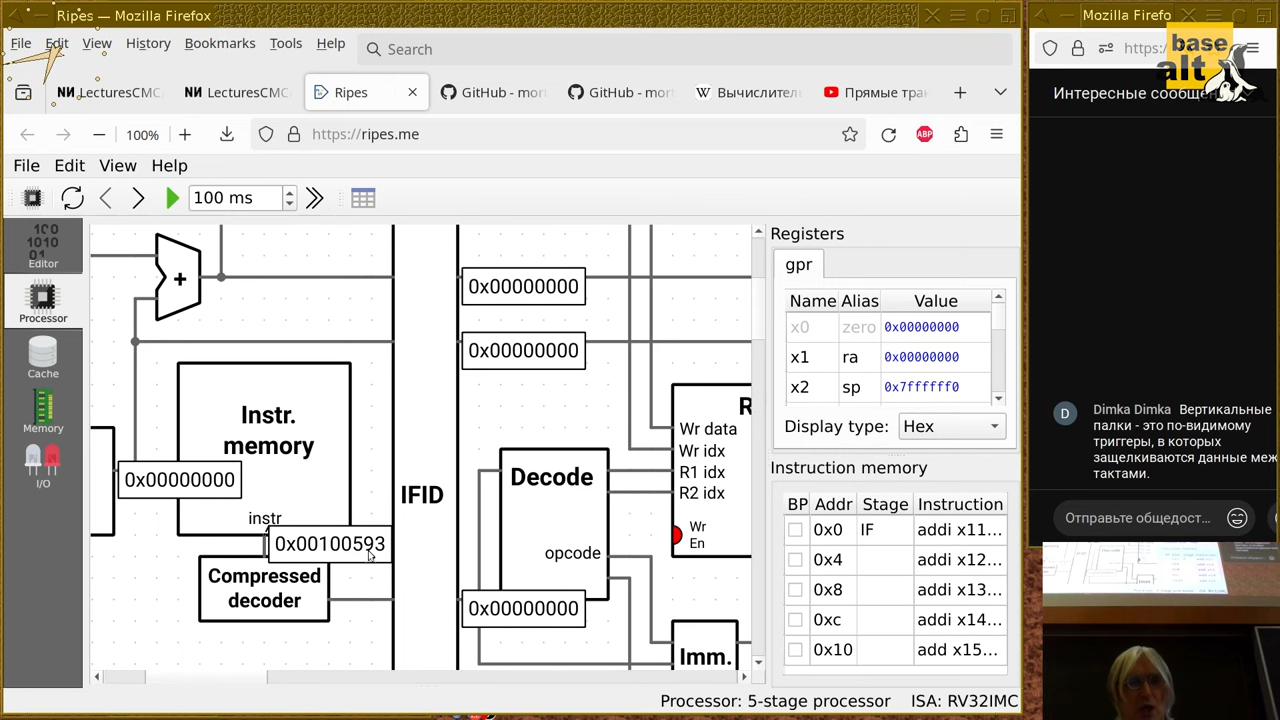 Ripes — Mozilla Firefox
File Edit View History Bookmarks Tools Help
Search
LecturesCMC
LecturesCMC
Ripes
GitHub - mor
GitHub - mor
Вычислител
Прямые тра
100%
https://ripes.me
ABP
File Edit View Help
100 ms
Editor
Processor
Cache
Memory
I/O
+
Instr.
memory
instr
0x00000000
0x00100593
Compressed
decoder
IFID
0x00000000
0x00000000
0x00000000
Decode
opcode
R
Wr data
Wr idx
R1 idx
R2 idx
Wr
En
Imm.
Registers
gpr
Name Alias Value
x0 zero 0x00000000
x1 ra 0x00000000
x2 sp 0x7ffffff0
Display type: Hex
Instruction memory
BP Addr Stage Instruction
0x0 IF addi x11...
0x4 addi x12...
0x8 addi x13...
0xc addi x14...
0x10 add x15...
Processor: 5-stage processor ISA: RV32IMC
Mozilla Firefo
https:
base
alt
Интересные сообщен
Dimka Dimka Вертикальные
палки - это по-видимому
триггеры, в которых
защелкиваются данные меж
тактами.
Отправьте общедост...